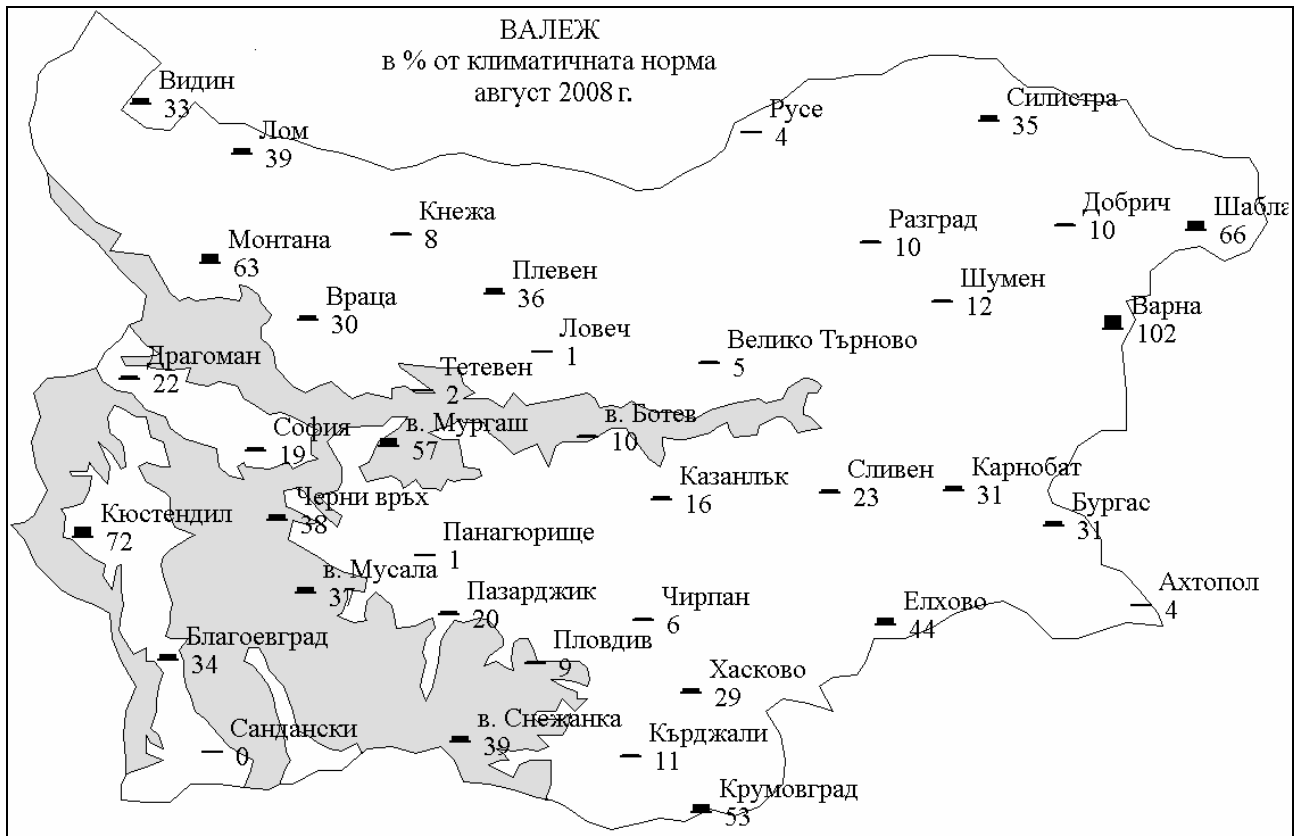 ВАЛЕЖ
в % от климатичната норма
август 2008 г.
Видин
33
Лом
39
Русе
4
Силистра
35
Кнежа
8
Монтана
63
Плевен
36
Враца
30
Ловеч
1
Разград
10
Добрич
10
Шабла
66
Шумен
12
Варна
102
Велико Търново
5
Драгоман
22
Тетевен
2
София
19
в. Мургаш
57
в. Ботев
10
Казанлък
16
Сливен
23
Карнобат
31
Бургас
31
Черни връх
38
Кюстендил
72
Панагюрище
1
в. Мусала
37
Пазарджик
20
Чирпан
6
Елхово
44
Ахтопол
4
Благоевград
34
Пловдив
9
Хасково
29
Сандански
0
в. Снежанка
39
Кърджали
11
Крумовград
53